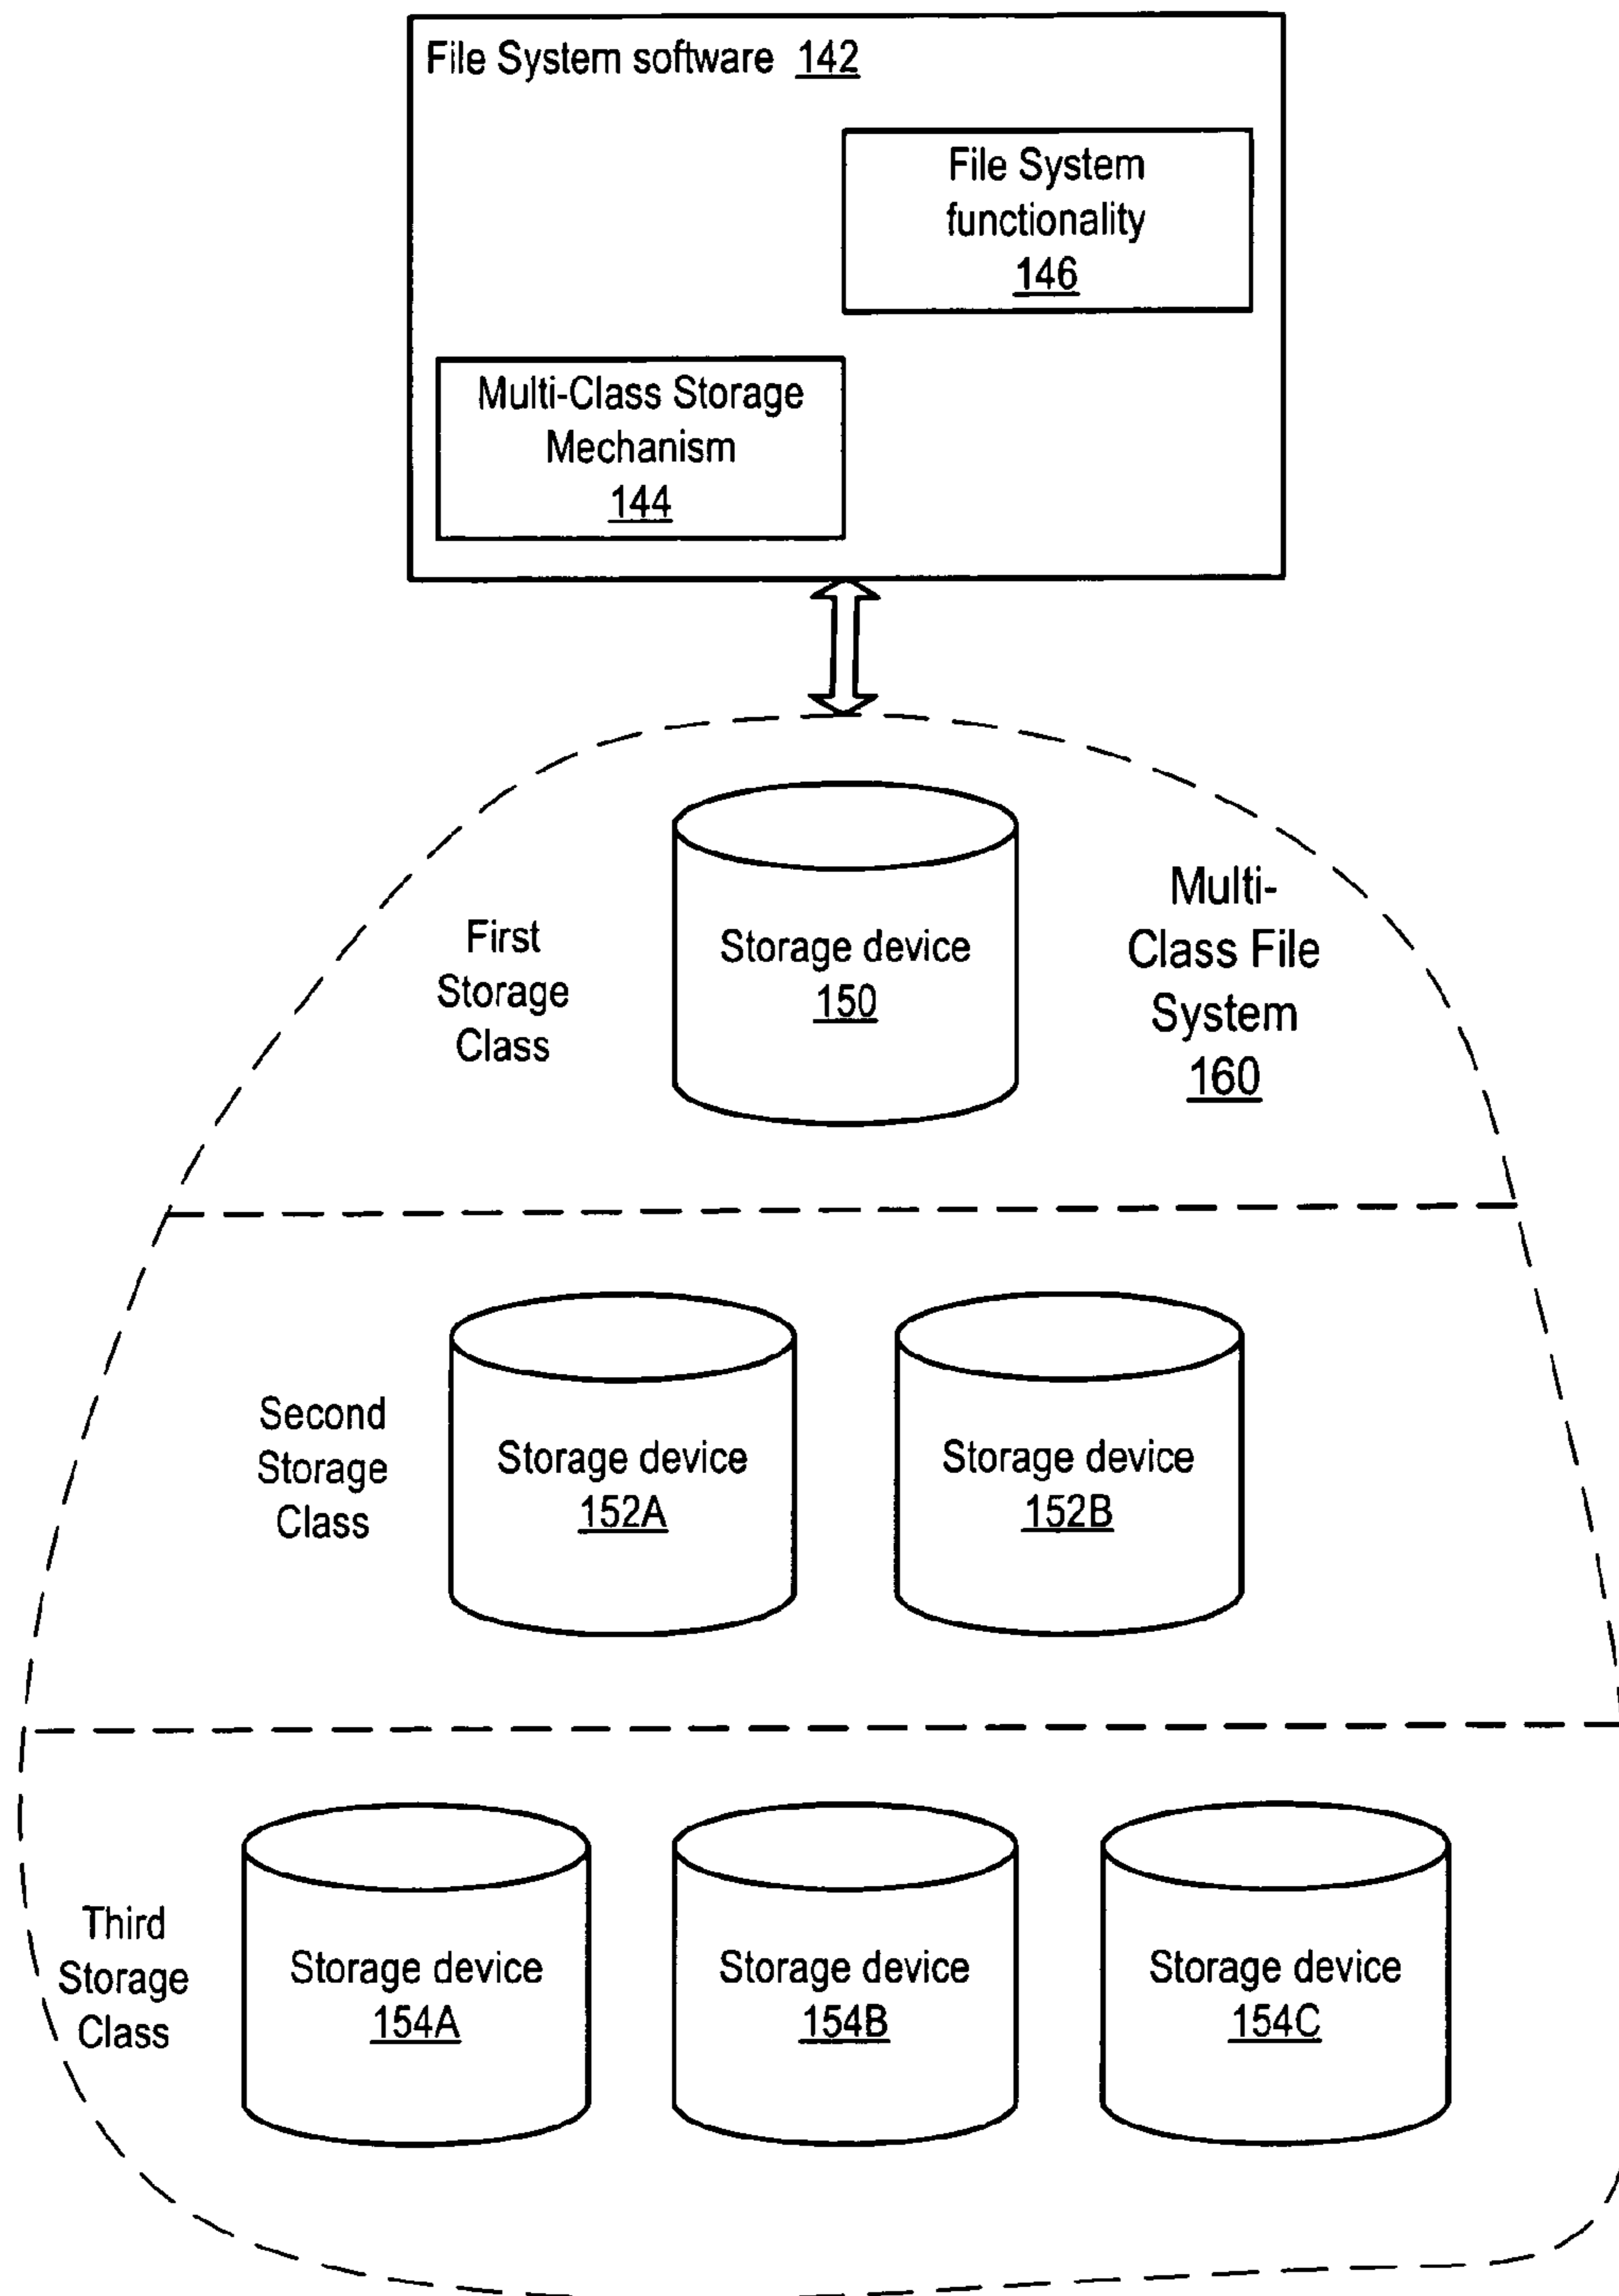 File System software 142
File System
functionality
146
Multi-Class Storage
Mechanism
144
First
Storage
Class
Storage device
150
Multi-
Class File
System
160
Second
Storage
Class
Storage device
152A
Storage device
152B
Third
Storage
Class
Storage device
154A
Storage device
154B
Storage device
154C